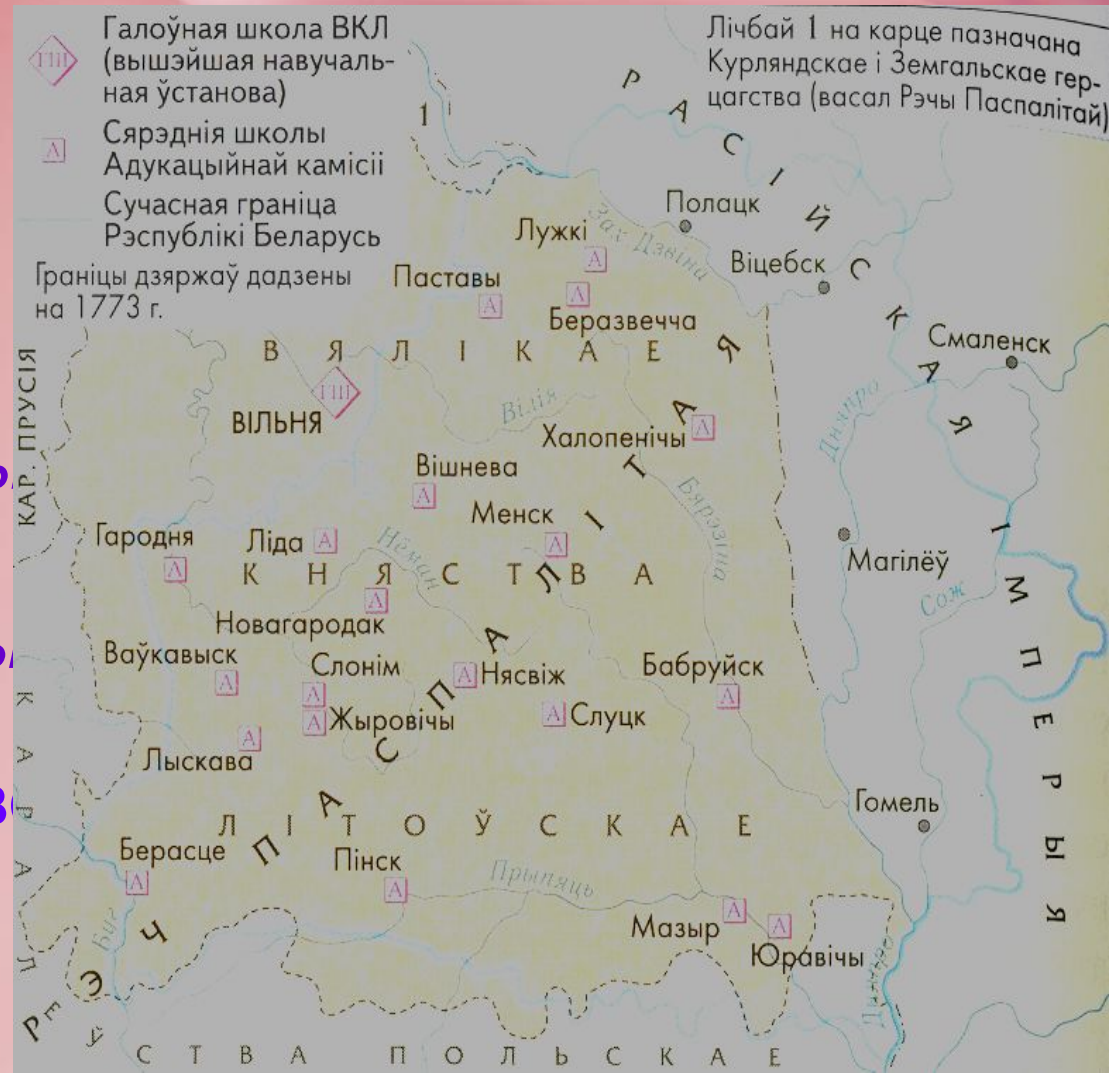 Галоўная школа ВКЛ
(вышэйшая навучаль-
ная ўстанова)
Сярэднія школы
Адукацыйнай камісіі
Сучасная граніца
Рэспублікі Беларусь
Граніцы дзяржаў дадзены
на 1773 г.
Лічбай 1 на карце пазначана
Курляндскае і Земгальскае гер-
цагства (васал Рэчы Паспалітай)
1
РАСІЙСКАЯ ІМПЕРЫЯ
Полацк
Зах Дзвіна
Лужкі
Віцебск
Паставы
Беразвечча
Смаленск
ВЯЛІКАЕ
КАР. ПРУСІЯ
ГШ
ВІЛЬНЯ
Вілія
Дняпро
Халопенічы
Вішнева
Бярэзіна
Менск
Гародня
Ліда
Нёман
Магілёў
КНЯСТВА
Сож
Новагародак
Ваўкавыск
Слонім
Нясвіж
Бабруйск
Жыровічы
Слуцк
Лыскава
Гомель
ЛІТОЎСКАЕ
Берасце
Пінск
Прыпяць
Буг
Мазыр
Юравічы
Дняпро
РЭЧ ПАСПАЛІТАЯ
КАРАЛЕЎСТВА ПОЛЬСКАЕ